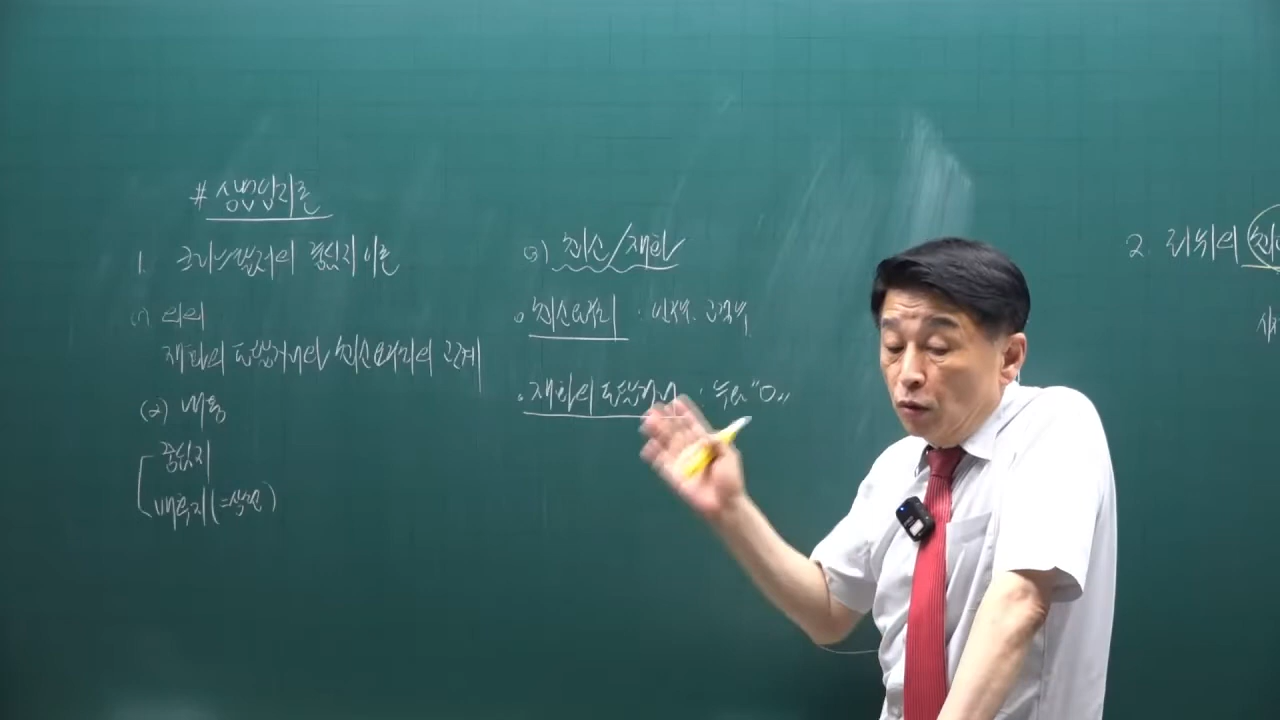 # 상업입지론
1. 크리스탈러의 중심지 이론
(1) 의의
재화의 도달거리와 최소요구치의 관계
(2) 내용
중심지
배후지(=상권)
(3) 최소/재화
최소요구치 :
재화의 도달거리 : 수요 "0"
2. 레위의